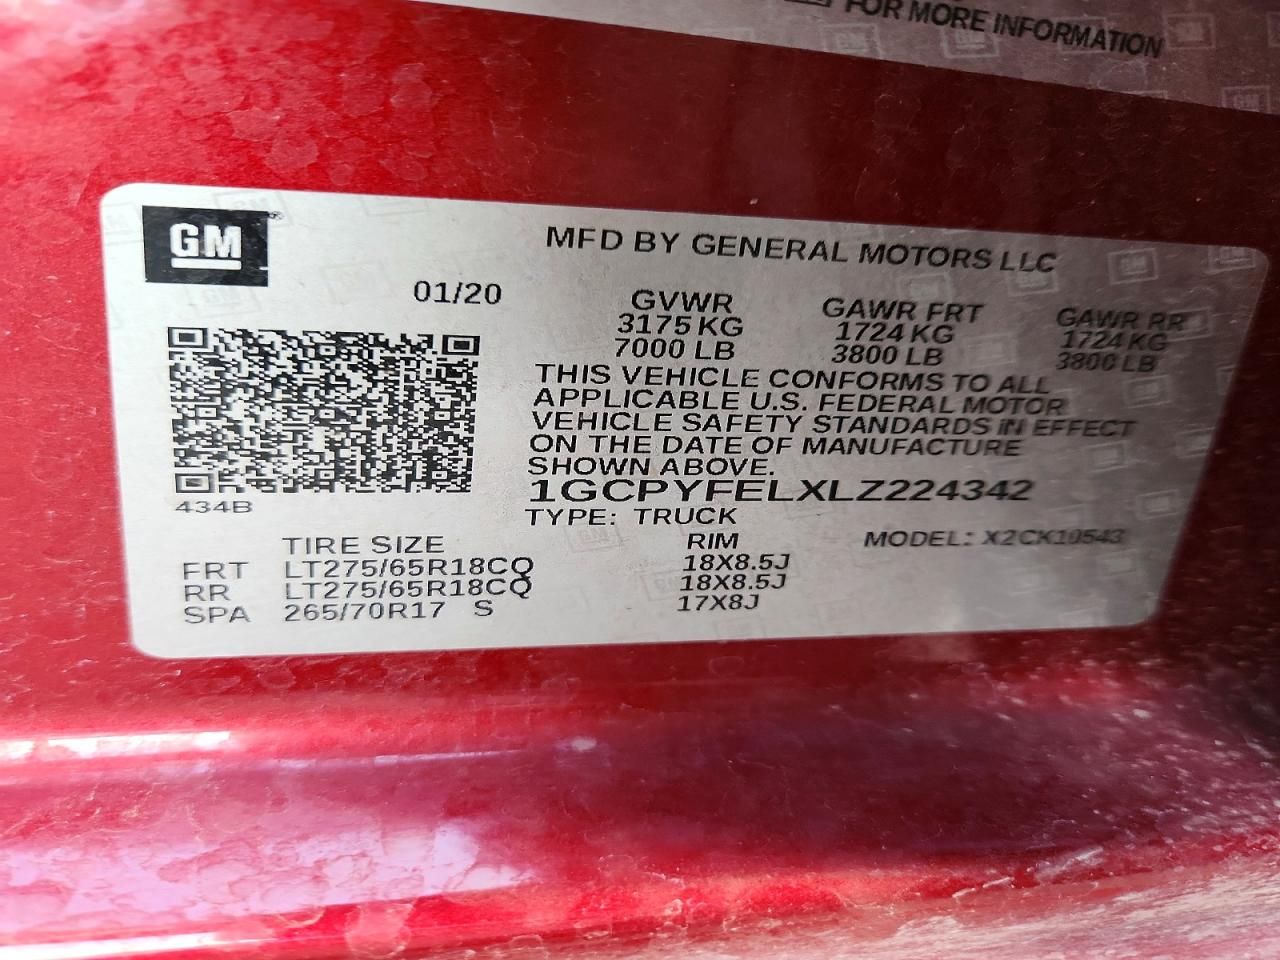 FOR MORE INFORMATION
GM
MFD BY GENERAL MOTORS LLC
01/20
GVWR GAWR FRT GAWR RR
3175 KG 1724 KG 1724 KG
7000 LB 3800 LB 3800 LB
THIS VEHICLE CONFORMS TO ALL
APPLICABLE U.S. FEDERAL MOTOR
VEHICLE SAFETY STANDARDS IN EFFECT
ON THE DATE OF MANUFACTURE
SHOWN ABOVE.
434B
1GCPYFELXLZ224342
TYPE: TRUCK
MODEL: X2CK10543
TIRE SIZE RIM
FRT LT275/65R18CQ 18X8.5J
RR LT275/65R18CQ 18X8.5J
SPA 265/70R17 S 17X8J